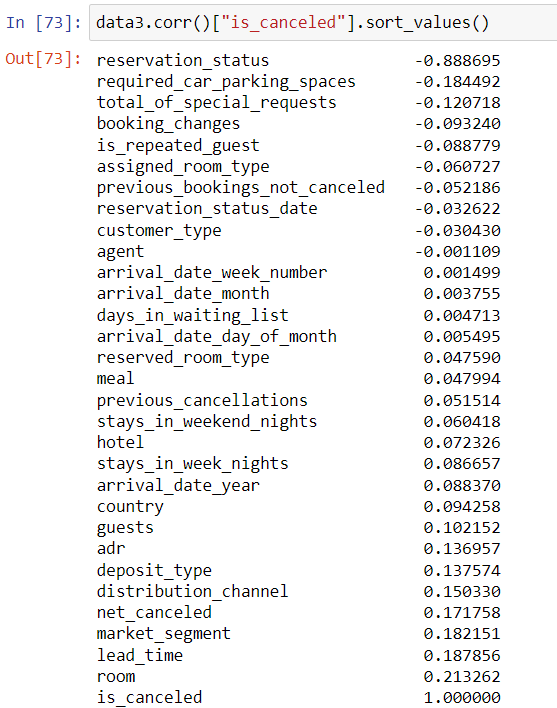 In [73]: data3.corr()["is_canceled"].sort_values()
Out[73]: reservation_status -0.888695
required_car_parking_spaces -0.184492
total_of_special_requests -0.120718
booking_changes -0.093240
is_repeated_guest -0.088779
assigned_room_type -0.060727
previous_bookings_not_canceled -0.052186
reservation_status_date -0.032622
customer_type -0.030430
agent -0.001109
arrival_date_week_number 0.001499
arrival_date_month 0.003755
days_in_waiting_list 0.004713
arrival_date_day_of_month 0.005495
reserved_room_type 0.047590
meal 0.047994
previous_cancellations 0.051514
stays_in_weekend_nights 0.060418
hotel 0.072326
stays_in_week_nights 0.086657
arrival_date_year 0.088370
country 0.094258
guests 0.102152
adr 0.136957
deposit_type 0.137574
distribution_channel 0.150330
net_canceled 0.171758
market_segment 0.182151
lead_time 0.187856
room 0.213262
is_canceled 1.000000